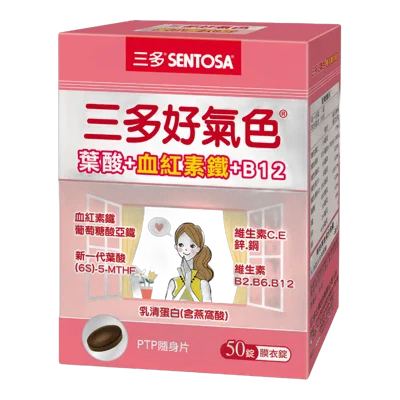 三多® SENTOSA®
三多好氣色®
葉酸+血紅素鐵+B12
血紅素鐵
葡萄糖酸亞鐵
新一代葉酸
(6S)-5-MTHF
維生素C.E
鋅.銅
維生素
B2.B6.B12
乳清蛋白(含燕窩酸)
PTP隨身片
50錠 膜衣錠